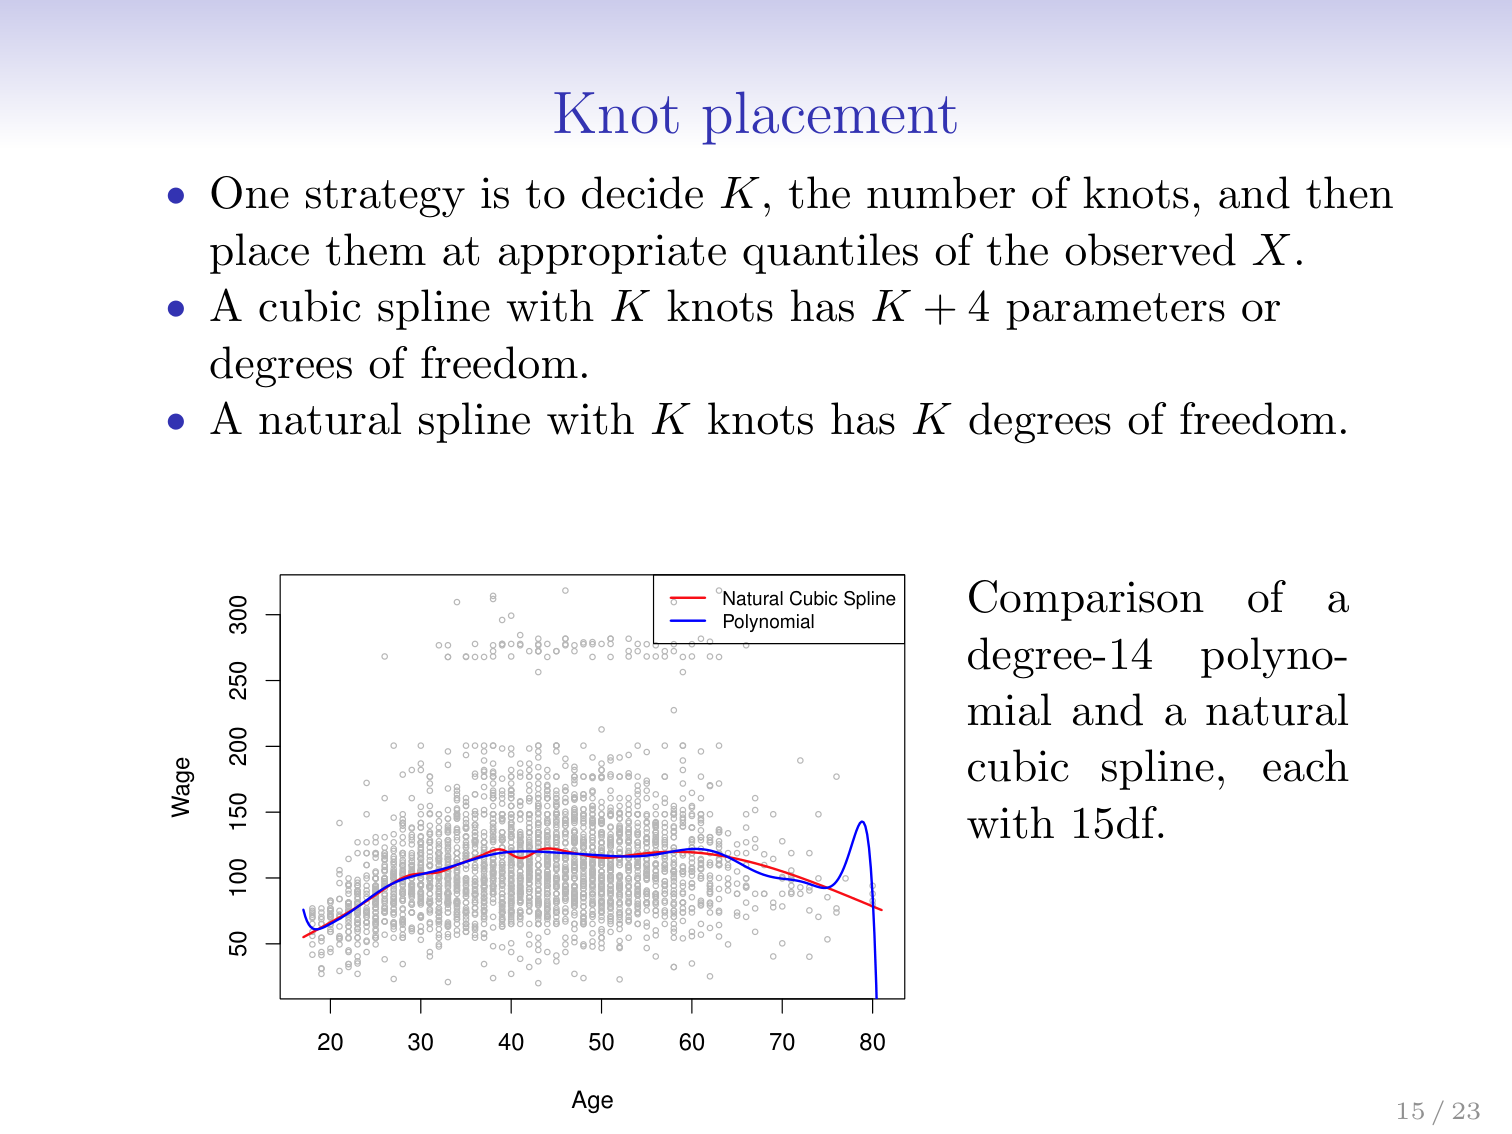 Knot placement
• One strategy is to decide K, the number of knots, and then
place them at appropriate quantiles of the observed X.
• A cubic spline with K knots has K + 4 parameters or
degrees of freedom.
• A natural spline with K knots has K degrees of freedom.
Natural Cubic Spline
Polynomial
300
250
200
150
100
50
Wage
20 30 40 50 60 70 80
Age
Comparison of a
degree-14 polyno-
mial and a natural
cubic spline, each
with 15df.
15 / 23